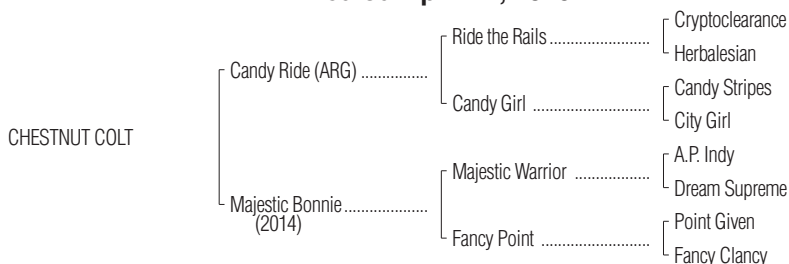 Cryptoclearance
Ride the Rails
Herbalesian
Candy Ride (ARG)
Candy Stripes
Candy Girl
City Girl
CHESTNUT COLT
A.P. Indy
Majestic Warrior
Dream Supreme
Majestic Bonnie
(2014)
Point Given
Fancy Point
Fancy Clancy